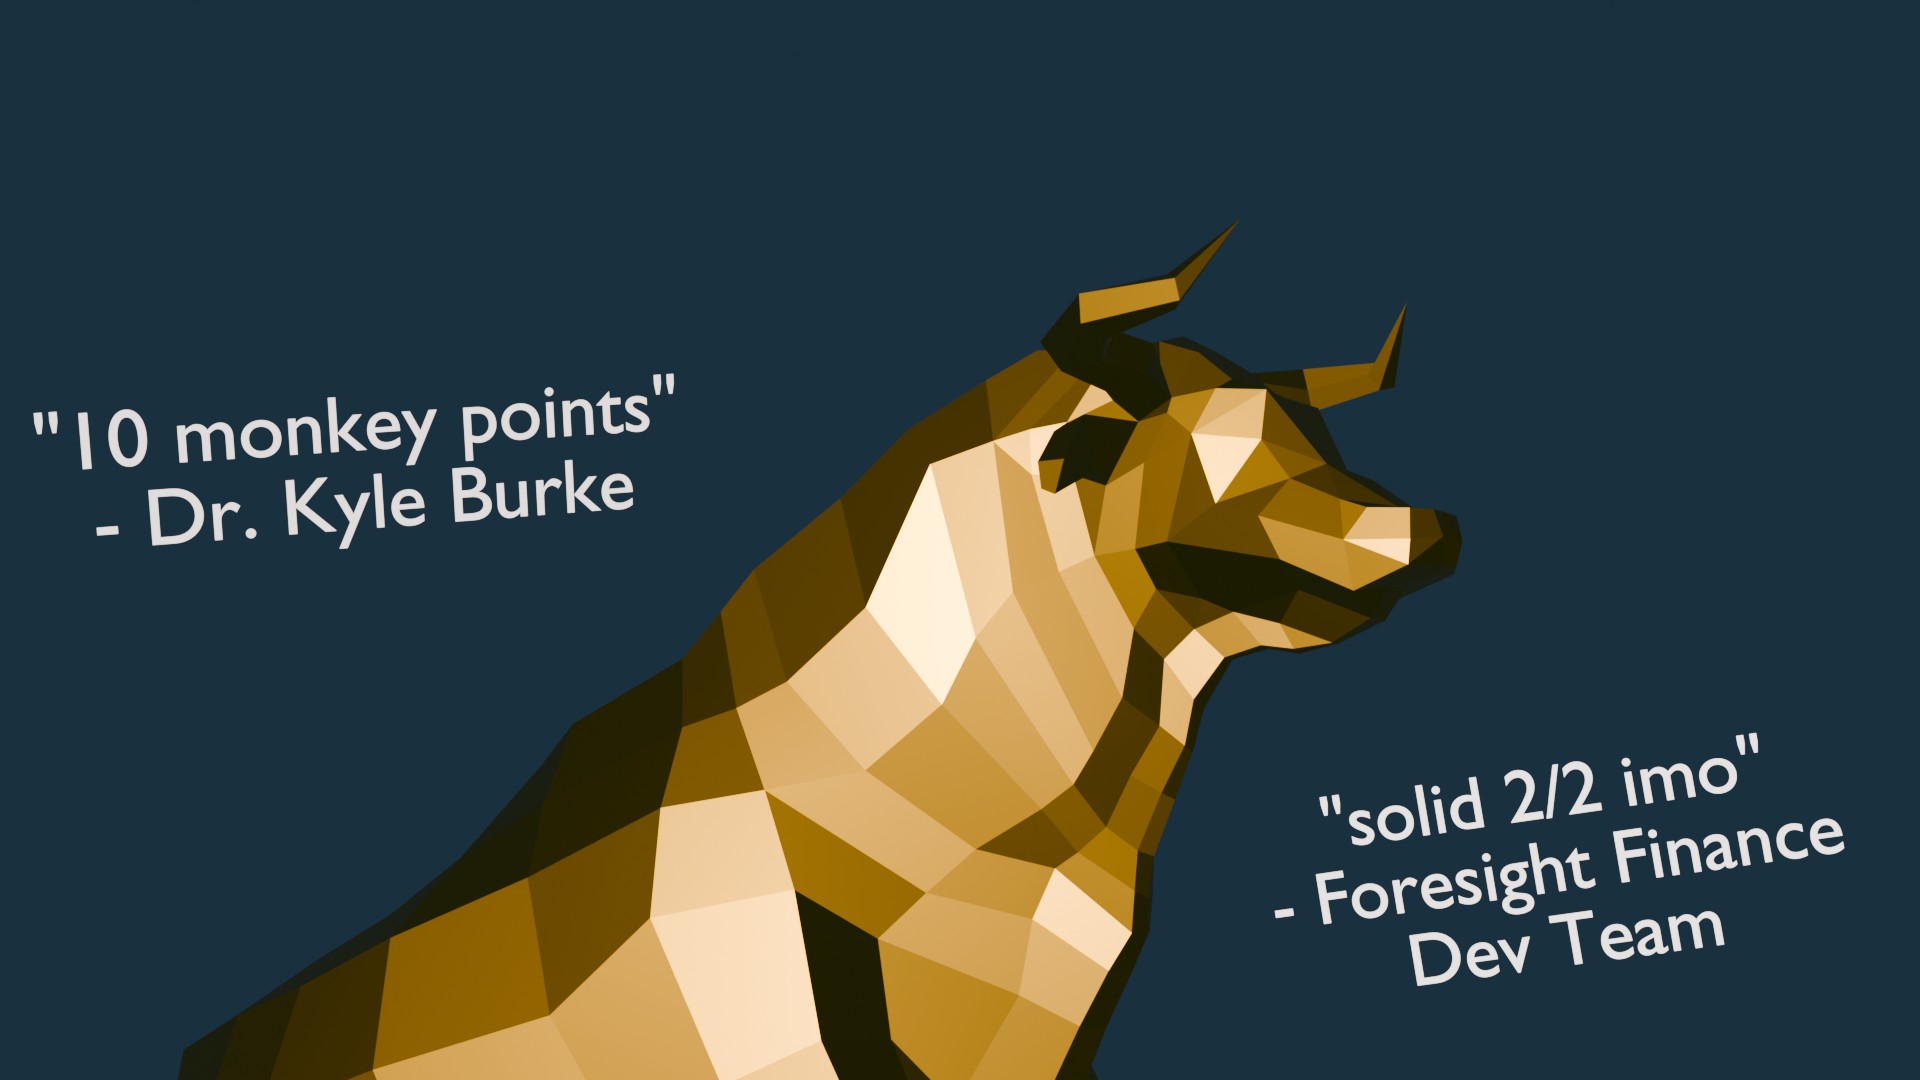 "10 monkey points"
- Dr. Kyle Burke
"solid 2/2 imo"
- Foresight Finance
Dev Team